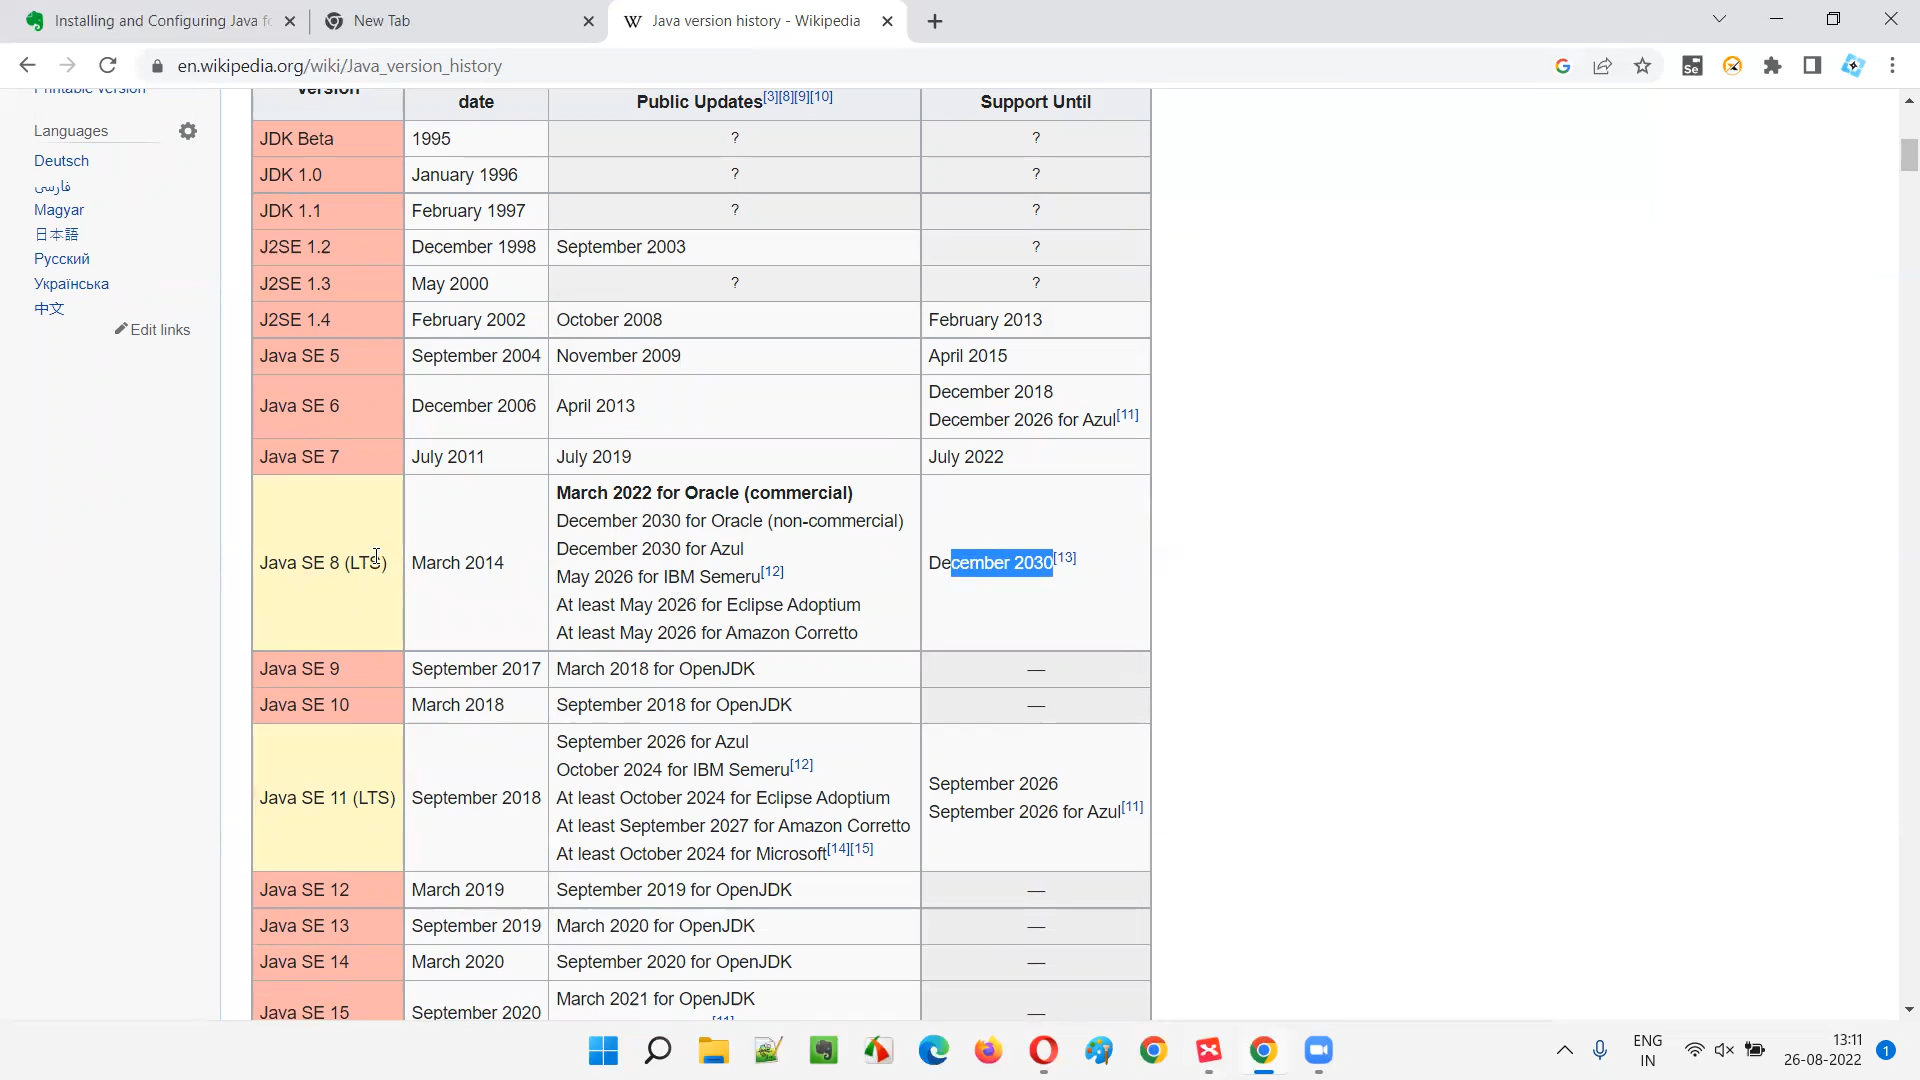 Installing and Configuring Java f
New Tab
Java version history - Wikipedia
en.wikipedia.org/wiki/Java_version_history
Printable version
Languages
Deutsch
فارسی
Magyar
日本語
Русский
Українська
中文
Edit links
Version date Public Updates[3][8][9][10] Support Until
JDK Beta 1995 ? ?
JDK 1.0 January 1996 ? ?
JDK 1.1 February 1997 ? ?
J2SE 1.2 December 1998 September 2003 ?
J2SE 1.3 May 2000 ? ?
J2SE 1.4 February 2002 October 2008 February 2013
Java SE 5 September 2004 November 2009 April 2015
Java SE 6 December 2006 April 2013 December 2018
December 2026 for Azul[11]
Java SE 7 July 2011 July 2019 July 2022
Java SE 8 (LTS) March 2014
March 2022 for Oracle (commercial)
December 2030 for Oracle (non-commercial)
December 2030 for Azul
May 2026 for IBM Semeru[12]
At least May 2026 for Eclipse Adoptium
At least May 2026 for Amazon Corretto
December 2030[13]
Java SE 9 September 2017 March 2018 for OpenJDK —
Java SE 10 March 2018 September 2018 for OpenJDK —
Java SE 11 (LTS) September 2018
September 2026 for Azul
October 2024 for IBM Semeru[12]
At least October 2024 for Eclipse Adoptium
At least September 2027 for Amazon Corretto
At least October 2024 for Microsoft[14][15]
September 2026
September 2026 for Azul[11]
Java SE 12 March 2019 September 2019 for OpenJDK —
Java SE 13 September 2019 March 2020 for OpenJDK —
Java SE 14 March 2020 September 2020 for OpenJDK —
Java SE 15 September 2020 March 2021 for OpenJDK —
[11]
ENG
IN
13:11
26-08-2022
1